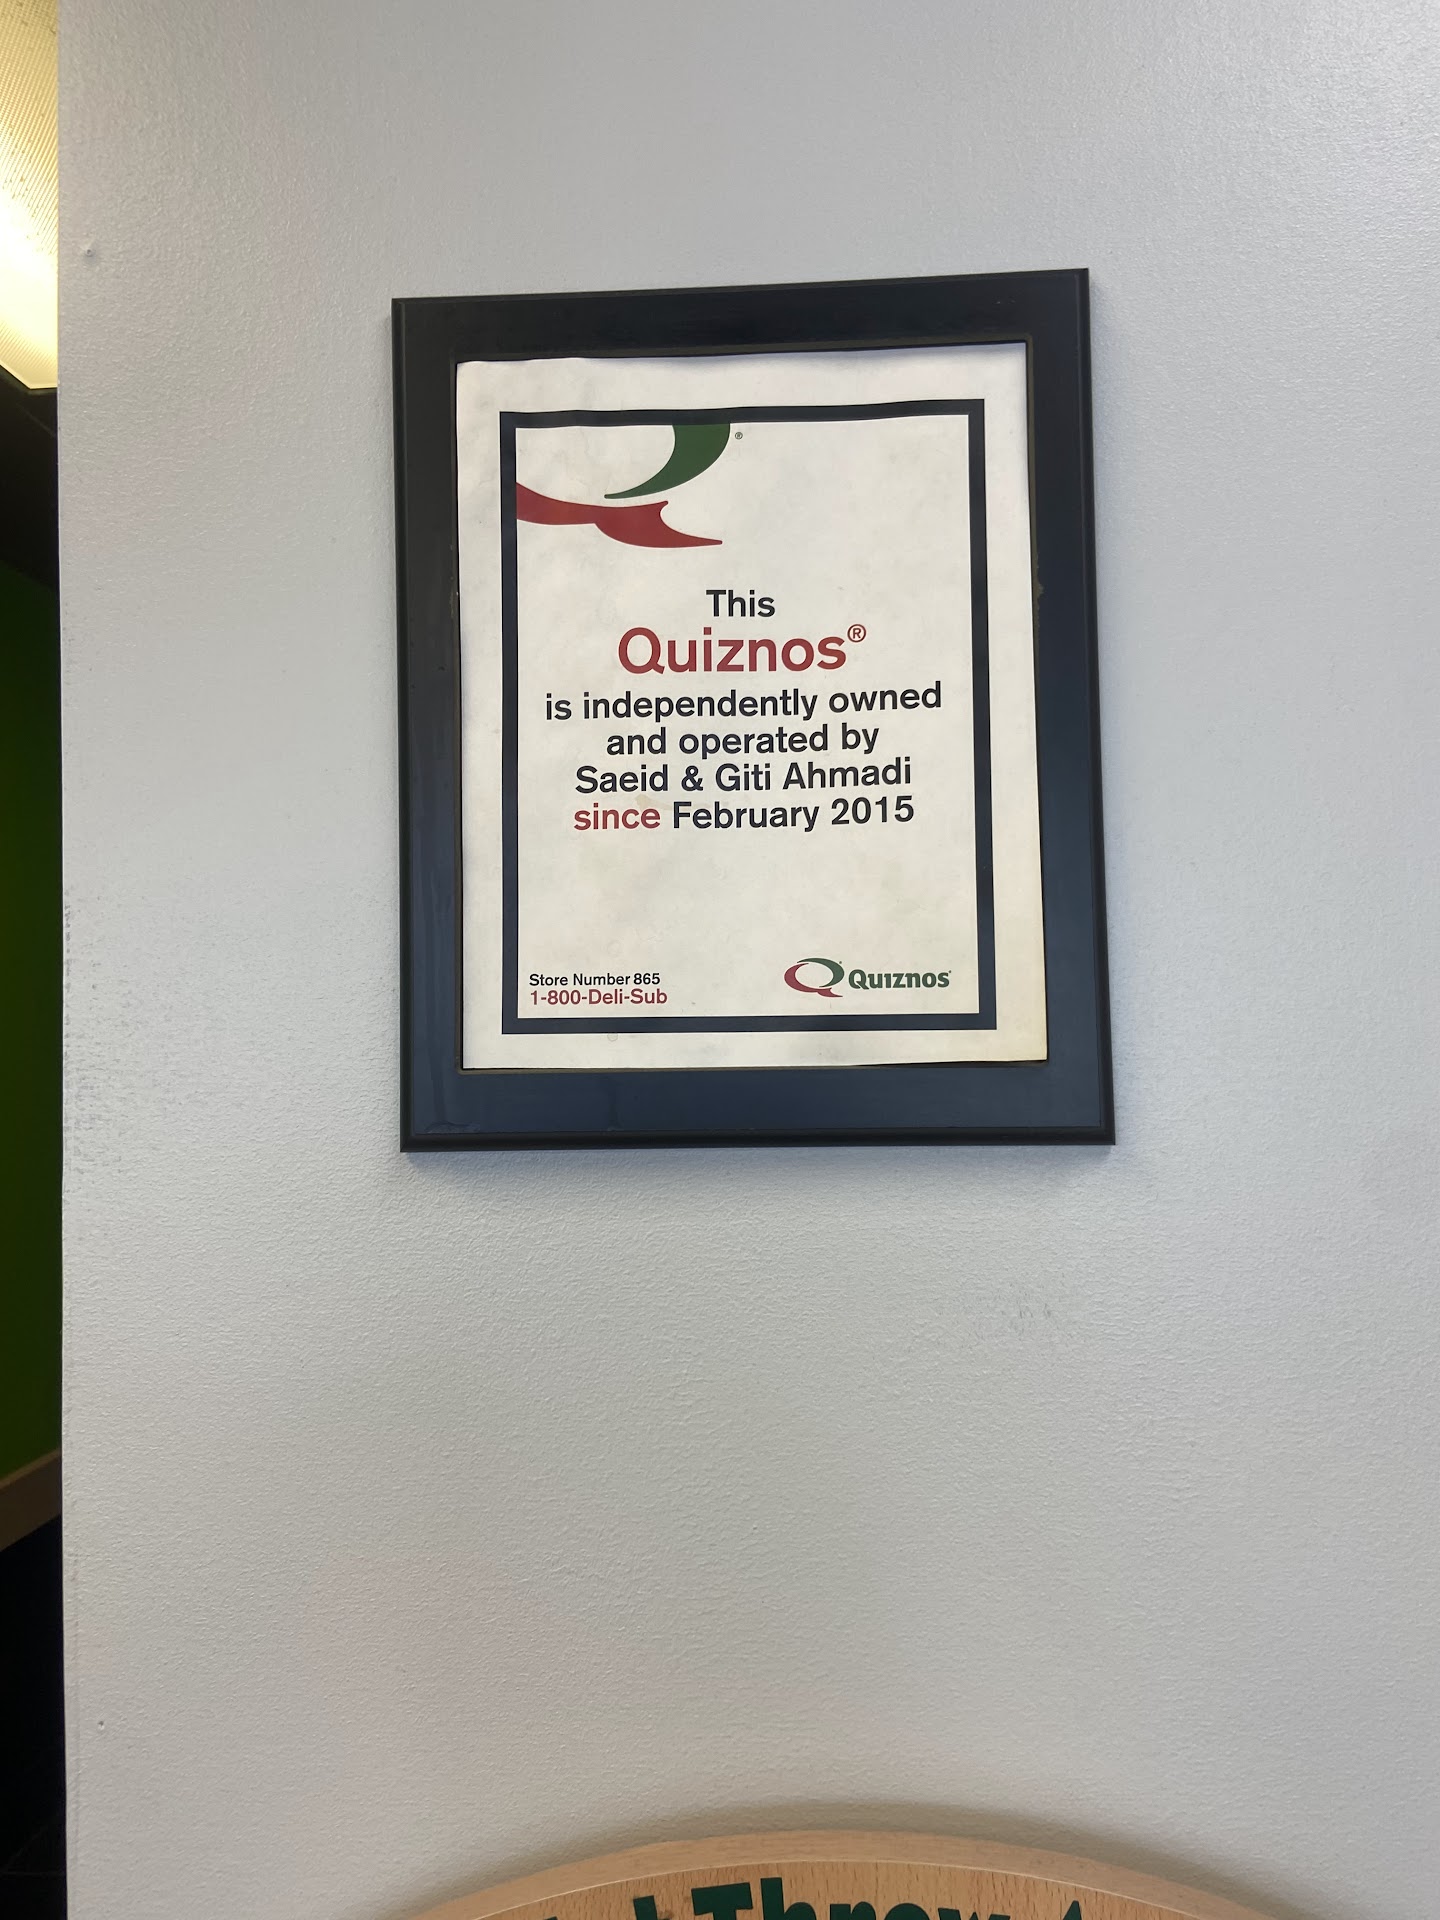 This
Quiznos®
is independently owned
and operated by
Saeid & Giti Ahmadi
since February 2015
Store Number 865
1-800-Deli-Sub
Quiznos
Throw